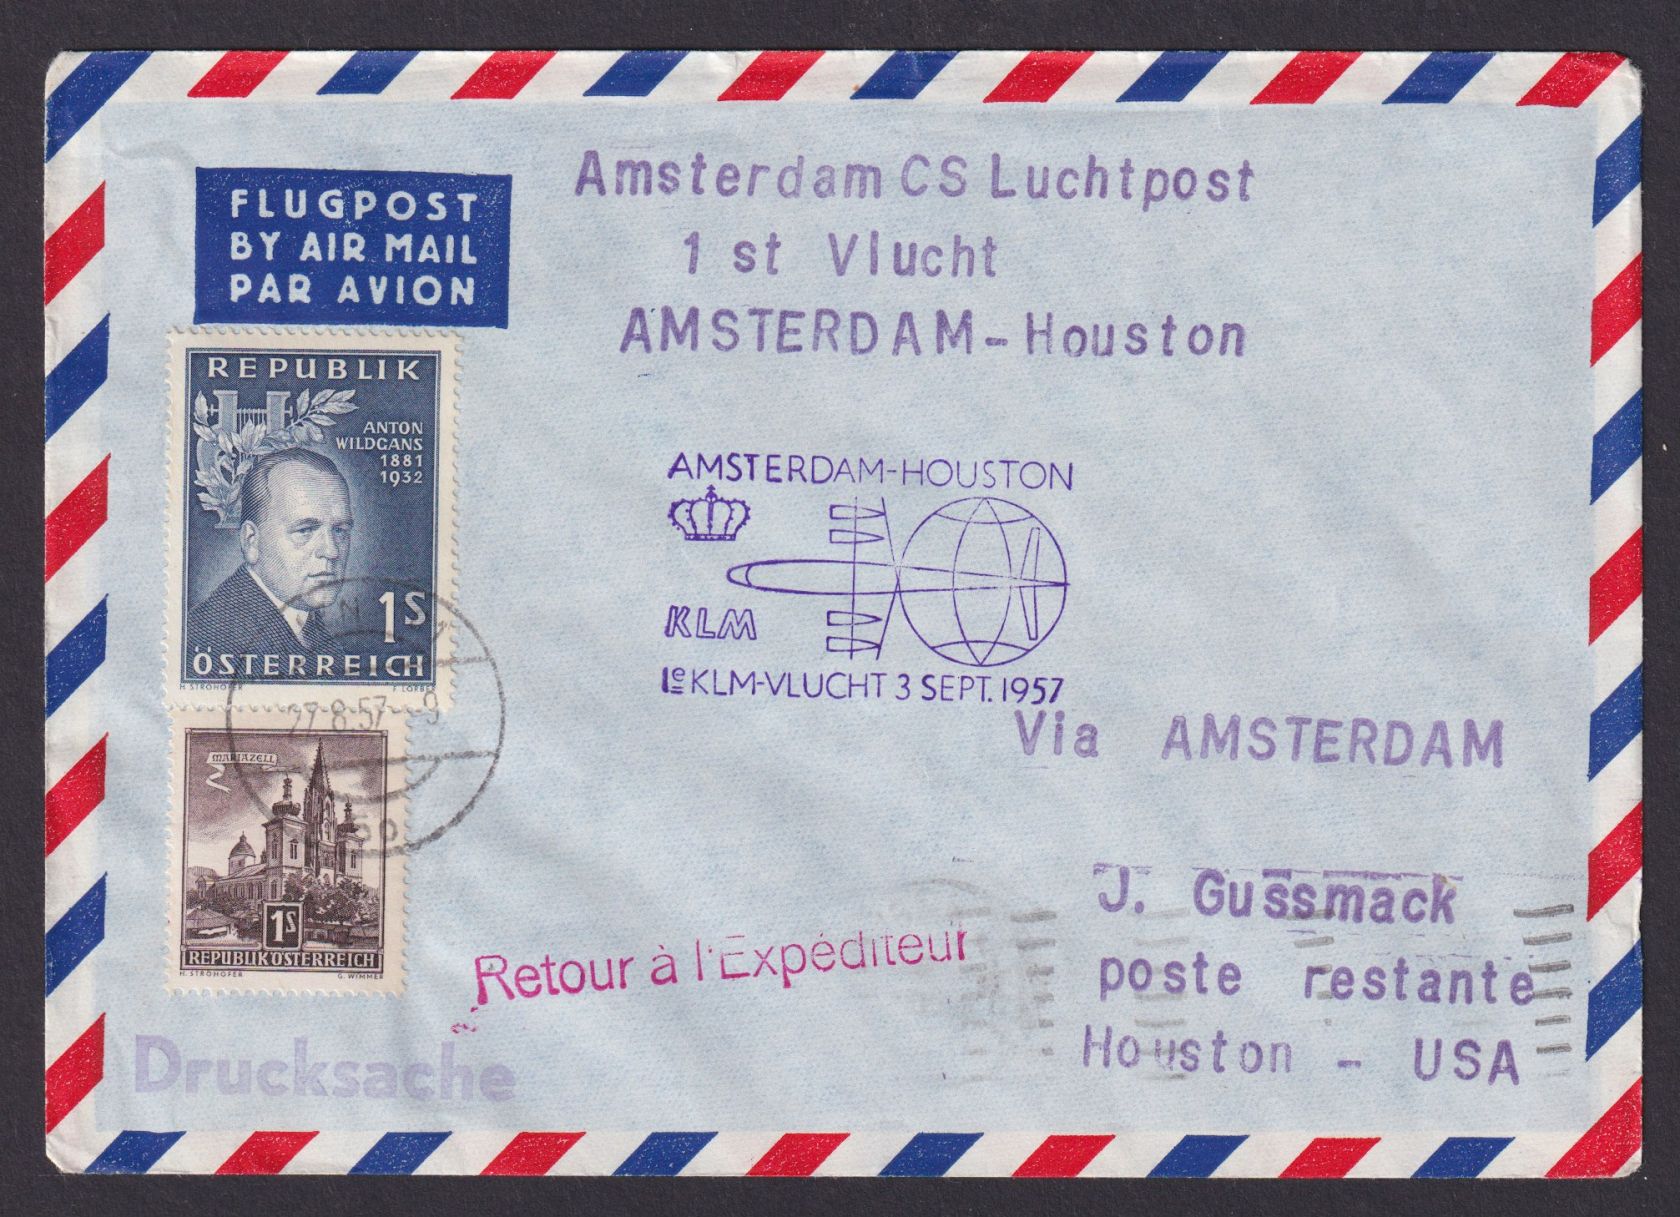 Amsterdam CS Luchtpost
1 st Vlucht
AMSTERDAM-Houston
FLUGPOST
BY AIR MAIL
PAR AVION
REPUBLIK
ANTON
WILDGANS
1881
1932
1S
ÖSTERREICH
H. STROHOFER F. LORBER
AMSTERDAM-HOUSTON
KLM
1e KLM-VLUCHT 3 SEPT. 1957
Via AMSTERDAM
8.57
MARIAZELL
1S
REPUBLIK ÖSTERREICH
H. STROHOFER G. WIMMER
J. Gussmack
poste restante
Houston - USA
Retour à l'Expéditeur
Drucksache